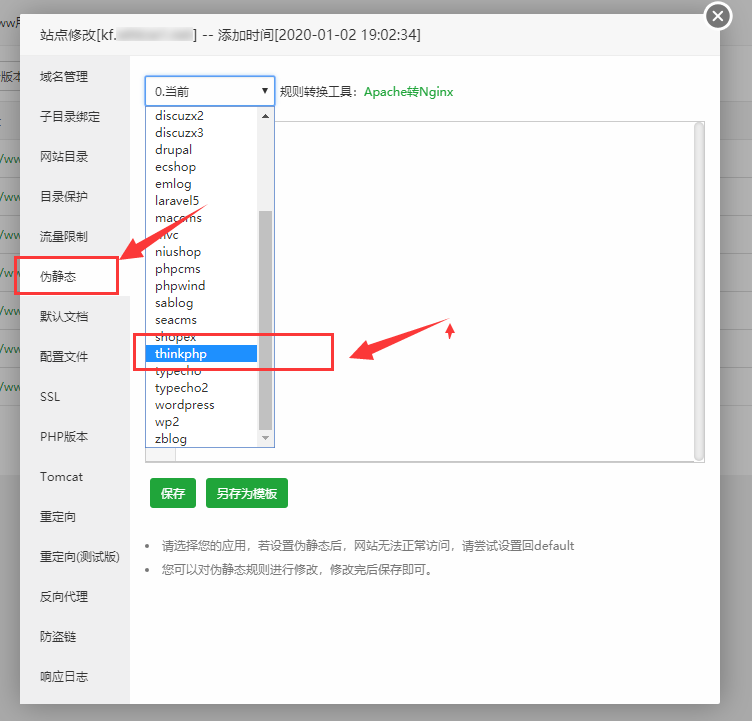 站点修改[kf.] -- 添加时间[2020-01-02 19:02:34]
域名管理
子目录绑定
网站目录
目录保护
流量限制
伪静态
默认文档
配置文件
SSL
PHP版本
Tomcat
重定向
重定向(测试版)
反向代理
防盗链
响应日志
0.当前
规则转换工具：Apache转Nginx
discuzx2
discuzx3
drupal
ecshop
emlog
laravel5
maccms
mvc
niushop
phpcms
phpwind
sablog
seacms
shopex
thinkphp
typecho
typecho2
wordpress
wp2
zblog
保存 另存为模板
请选择您的应用，若设置伪静态后，网站无法正常访问，请尝试设置回default
您可以对伪静态规则进行修改，修改完后保存即可。